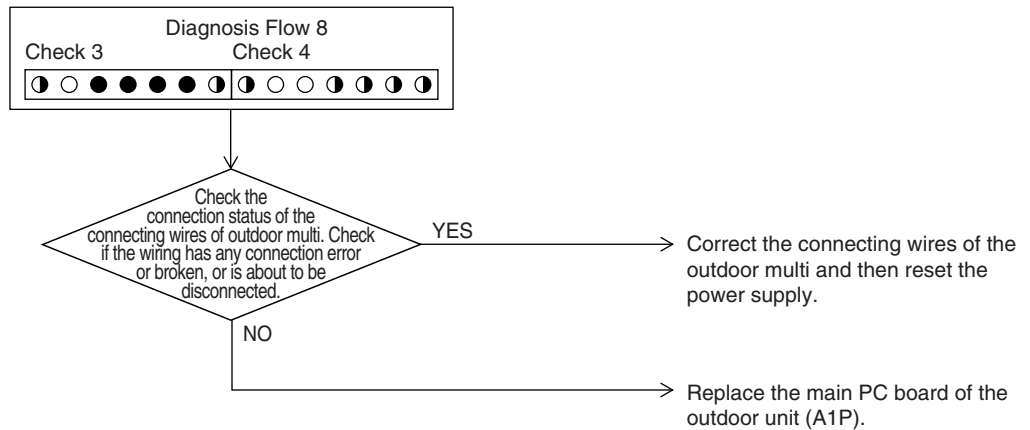 Diagnosis Flow 8
Check 3 Check 4
Check the
connection status of the
connecting wires of outdoor multi. Check
if the wiring has any connection error
or broken, or is about to be
disconnected.
YES
Correct the connecting wires of the
outdoor multi and then reset the
power supply.
NO
Replace the main PC board of the
outdoor unit (A1P).